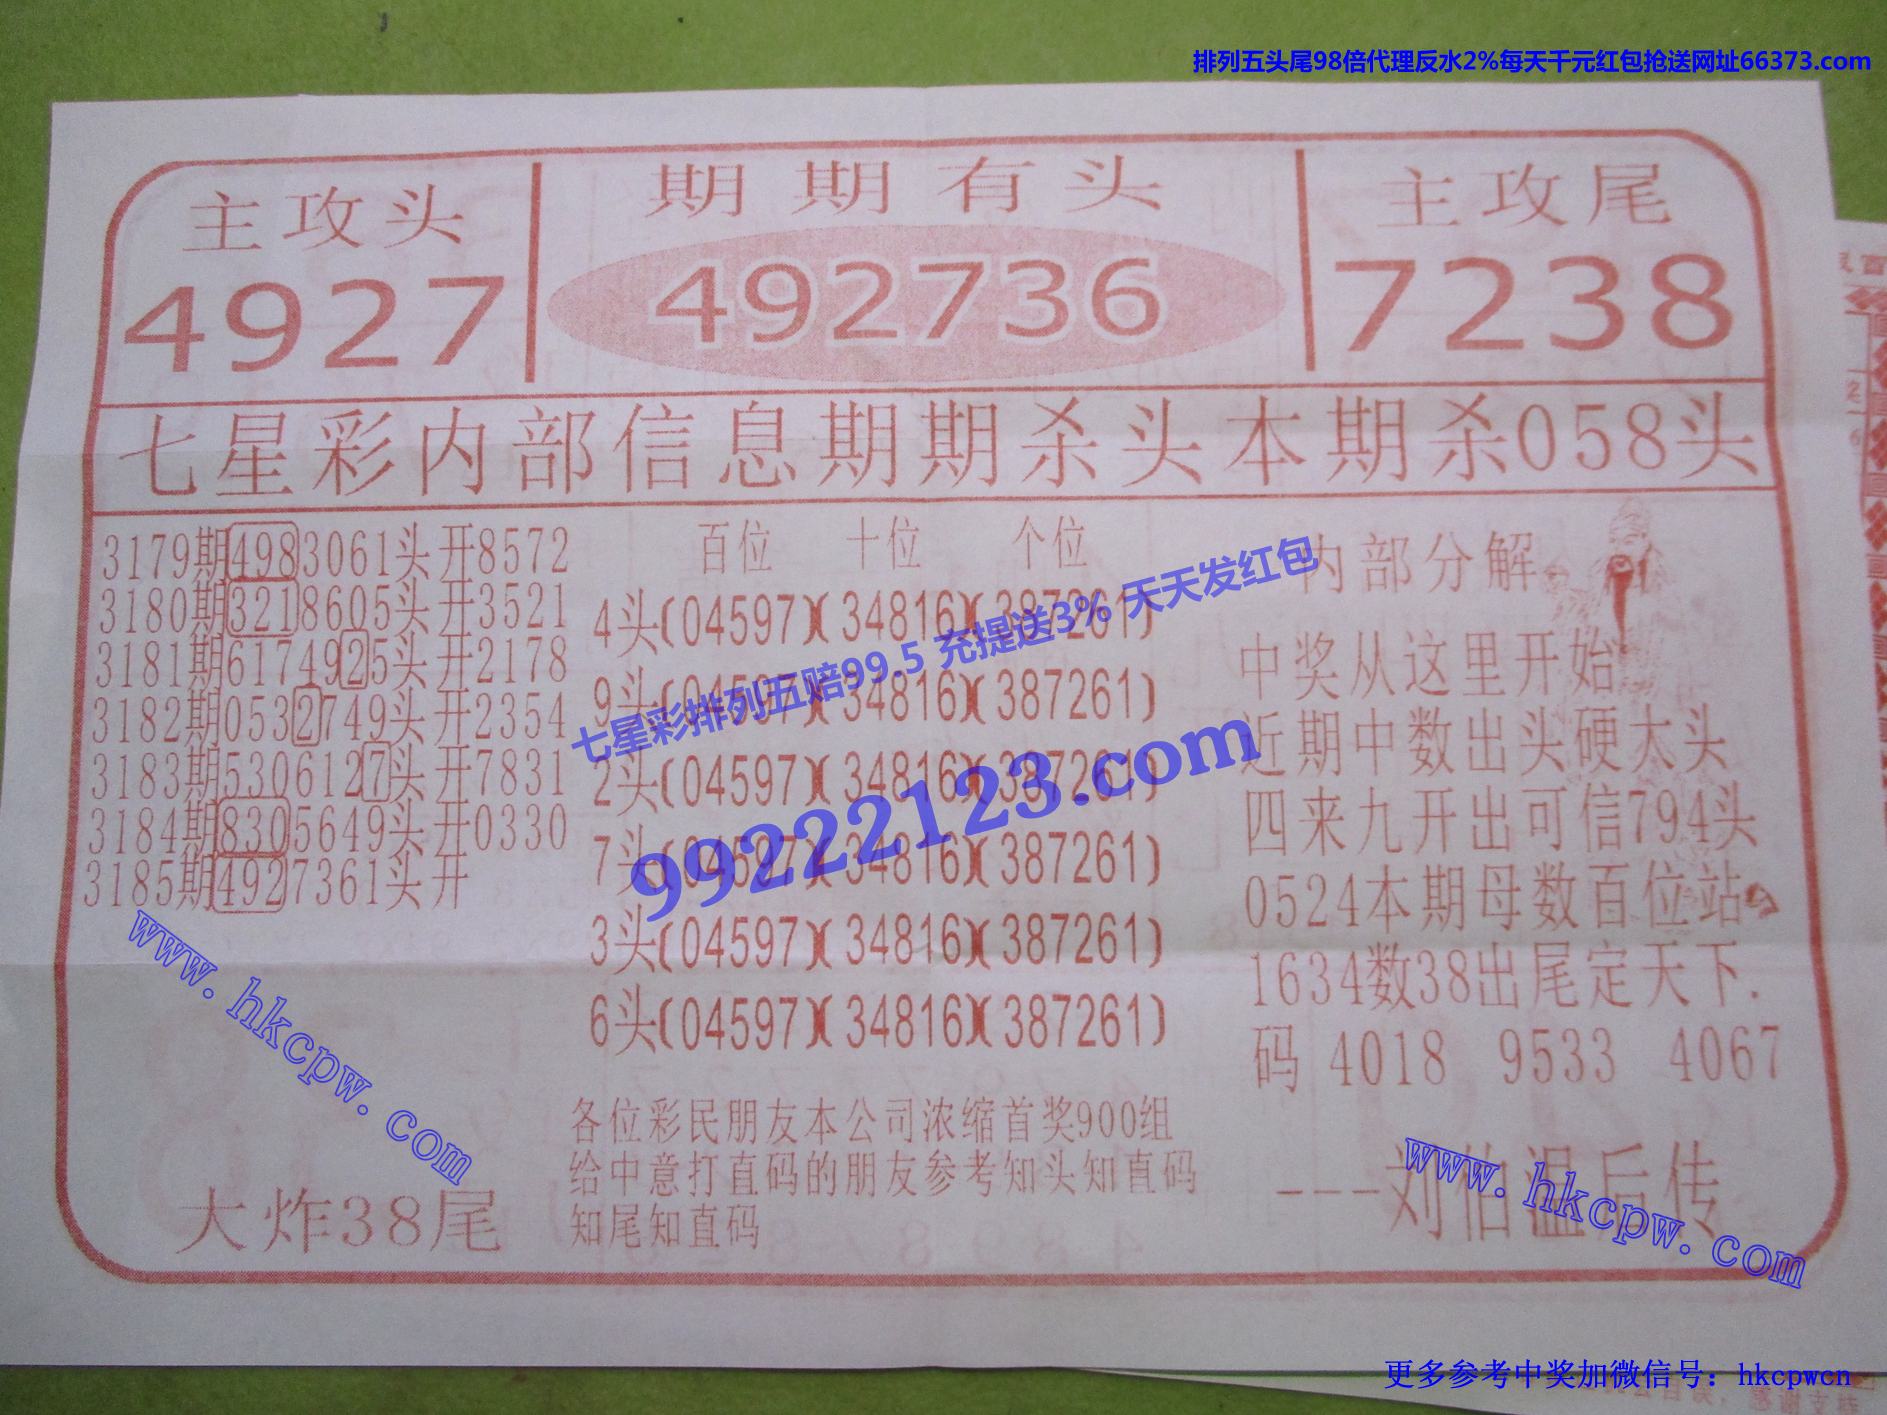 排列五头尾98倍代理反水2%每天千元红包抢送网址66373.com
主攻头
4927
期期有头
492736
主攻尾
7238
七星彩内部信息期期杀头本期杀058头
3179期4983061头开8572
3180期3218605头开3521
3181期6174925头开2178
3182期0532749头开2354
3183期5306127头开7831
3184期8305649头开0330
3185期4927361头开
大炸38尾
百位 十位 个位
4头(04597)(34816)(387261)
9头(04597)(34816)(387261)
2头(04597)(34816)(387261)
7头(04597)(34816)(387261)
3头(04597)(34816)(387261)
6头(04597)(34816)(387261)
各位彩民朋友本公司浓缩首奖900组
给中意打直码的朋友参考知头知直码
知尾知直码
内部分解
中奖从这里开始
近期中数出头硬太头
四来九开出可信794头
0524本期母数百位站
1634数38出尾定天下.
码 4018 9533 4067
---刘伯温后传
七星彩排列五赔99.5 充提送3% 天天发红包
99222123.com
www.hkcpw.com
www.hkcpw.com
更多参考中奖加微信号：hkcpwcn